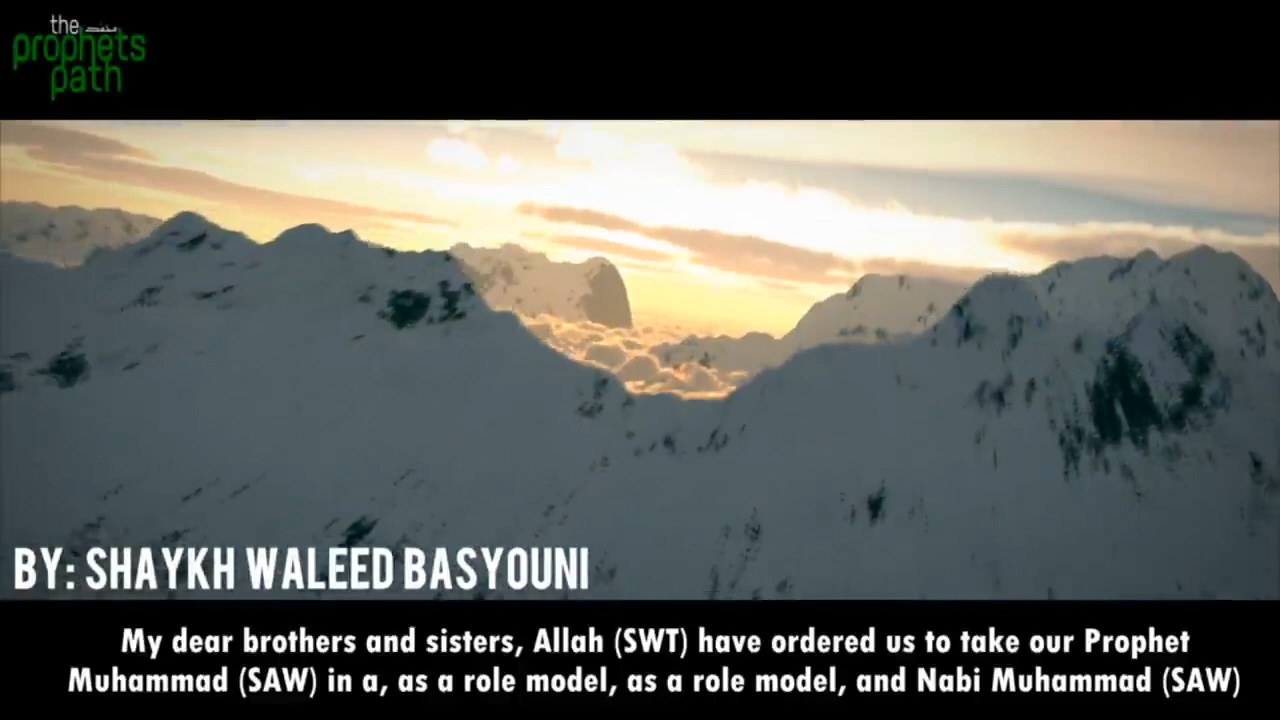 the محمد
prophets
path
BY: SHAYKH WALEED BASYOUNI
My dear brothers and sisters, Allah (SWT) have ordered us to take our Prophet
Muhammad (SAW) in a, as a role model, as a role model, and Nabi Muhammad (SAW)